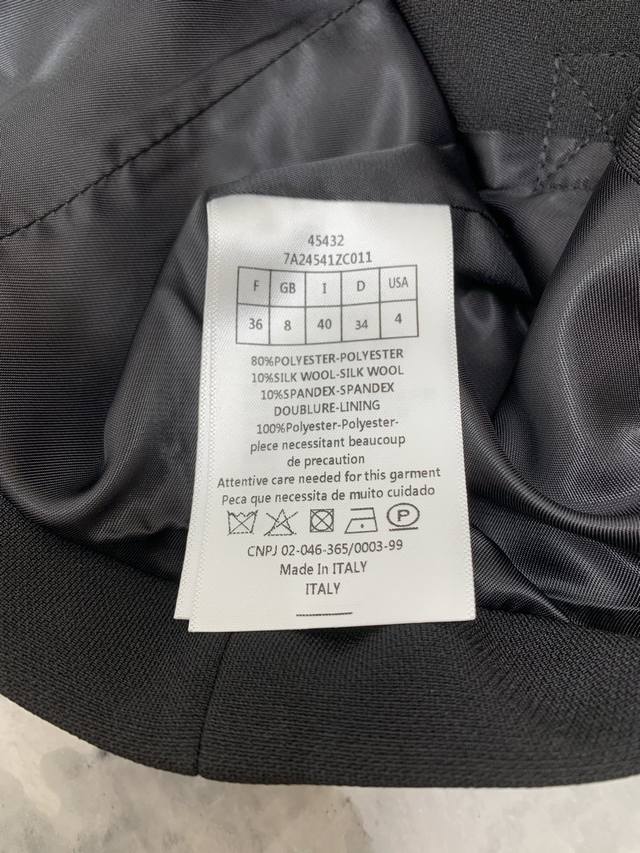 45432
7A24541ZC011
F GB I D USA
36 8 40 34 4
80%POLYESTER-POLYESTER
10%SILK WOOL-SILK WOOL
10%SPANDEX-SPANDEX
DOUBLURE-LINING
100%Polyester-Polyester-
piece necessitant beaucoup
de precaution
Attentive care needed for this garment
Peca que necessita de muito cuidado
P
CNPJ 02-046-365/0003-99
Made In ITALY
ITALY